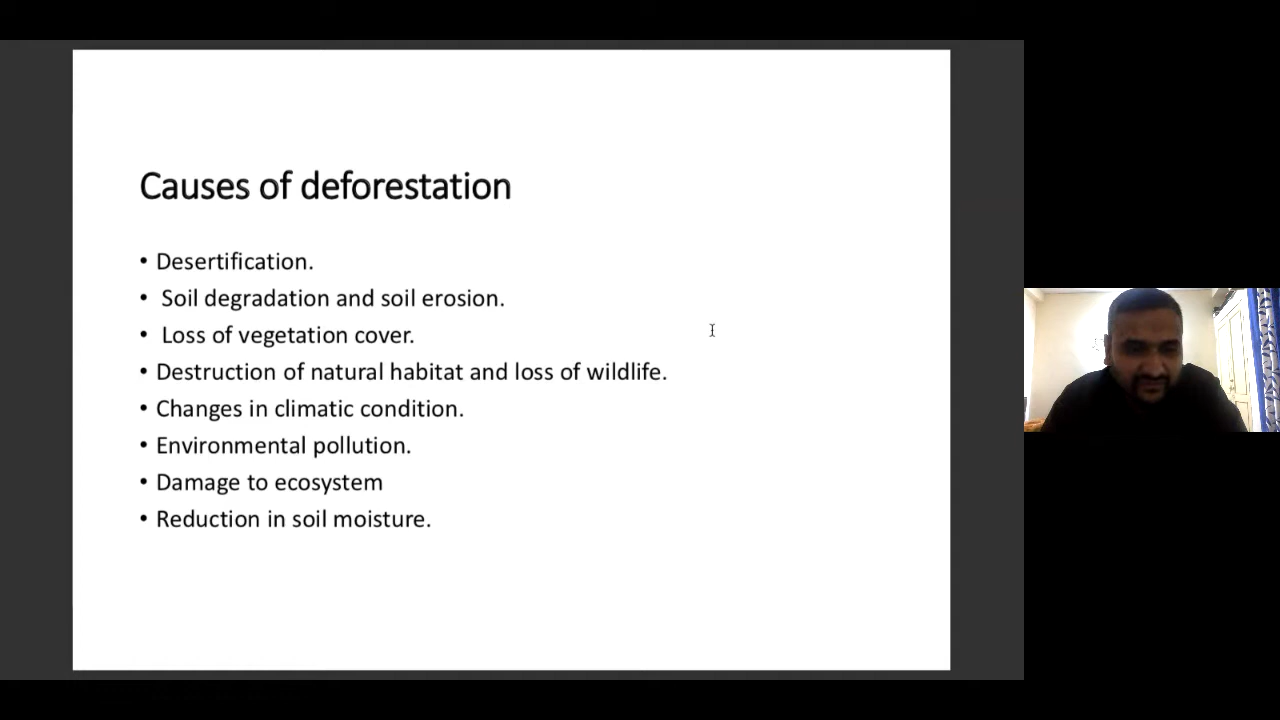 Causes of deforestation
• Desertification.
• Soil degradation and soil erosion.
• Loss of vegetation cover.
• Destruction of natural habitat and loss of wildlife.
• Changes in climatic condition.
• Environmental pollution.
• Damage to ecosystem
• Reduction in soil moisture.